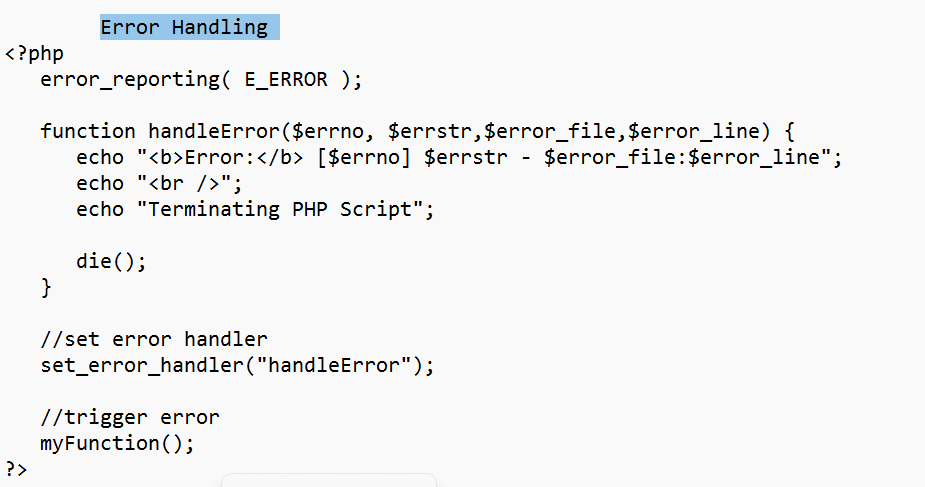 Error Handling
<?php
   error_reporting( E_ERROR );

   function handleError($errno, $errstr,$error_file,$error_line) {
      echo "<b>Error:</b> [$errno] $errstr - $error_file:$error_line";
      echo "<br />";
      echo "Terminating PHP Script";

      die();
   }

   //set error handler
   set_error_handler("handleError");

   //trigger error
   myFunction();
?>